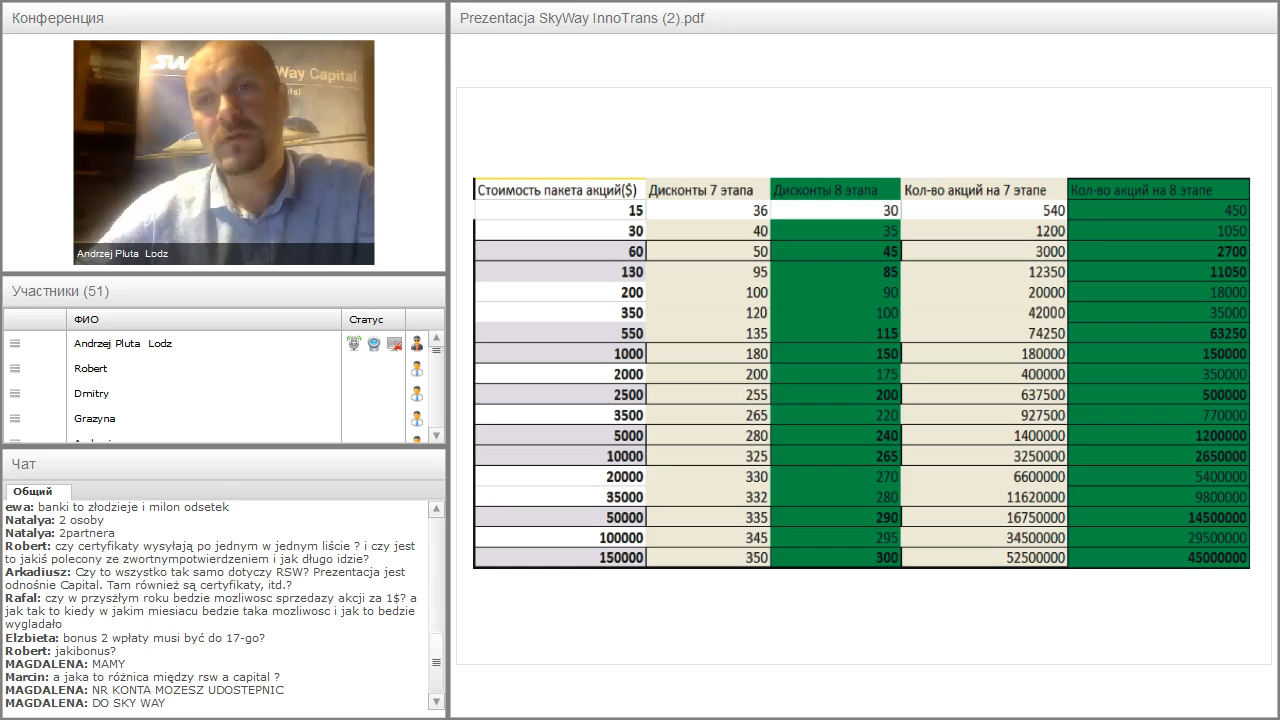 Конференция
Way Capital
Andrzej Pluta Lodz
Участники (51)
ФИО Статус
Andrzej Pluta Lodz
Robert
Dmitry
Grazyna
Чат
Общий
ewa: banki to złodzieje i milon odsetek
Natalya: 2 osoby
Natalya: 2partnera
Robert: czy certyfikaty wysyłają po jednym w jednym liście ? i czy jest
to jakiś polecony ze zwortnympotwierdzeniem i jak długo idzie?
Arkadiusz: Czy to wszystko tak samo dotyczy RSW? Prezentacja jest
odnośnie Capital. Tam również są certyfikaty, itd.?
Rafal: czy w przysżłym roku bedzie mozliwosc sprzedazy akcji za 1$? a
jak tak to kiedy w jakim miesiacu bedzie taka mozliwosc i jak to bedzie
wygladało
Elzbieta: bonus 2 wpłaty musi być do 17-go?
Robert: jakibonus?
MAGDALENA: MAMY
Marcin: a jaka to różnica między rsw a capital ?
MAGDALENA: NR KONTA MOZESZ UDOSTEPNIC
MAGDALENA: DO SKY WAY
Prezentacja SkyWay InnoTrans (2).pdf
Стоимость пакета акций($) Дисконты 7 этапа Дисконты 8 этапа Кол-во акций на 7 этапе Кол-во акций на 8 этапе
15 36 30 540 450
30 40 35 1200 1050
60 50 45 3000 2700
130 95 85 12350 11050
200 100 90 20000 18000
350 120 100 42000 35000
550 135 115 74250 63250
1000 180 150 180000 150000
2000 200 175 400000 350000
2500 255 200 637500 500000
3500 265 220 927500 770000
5000 280 240 1400000 1200000
10000 325 265 3250000 2650000
20000 330 270 6600000 5400000
35000 332 280 11620000 9800000
50000 335 290 16750000 14500000
100000 345 295 34500000 29500000
150000 350 300 52500000 45000000